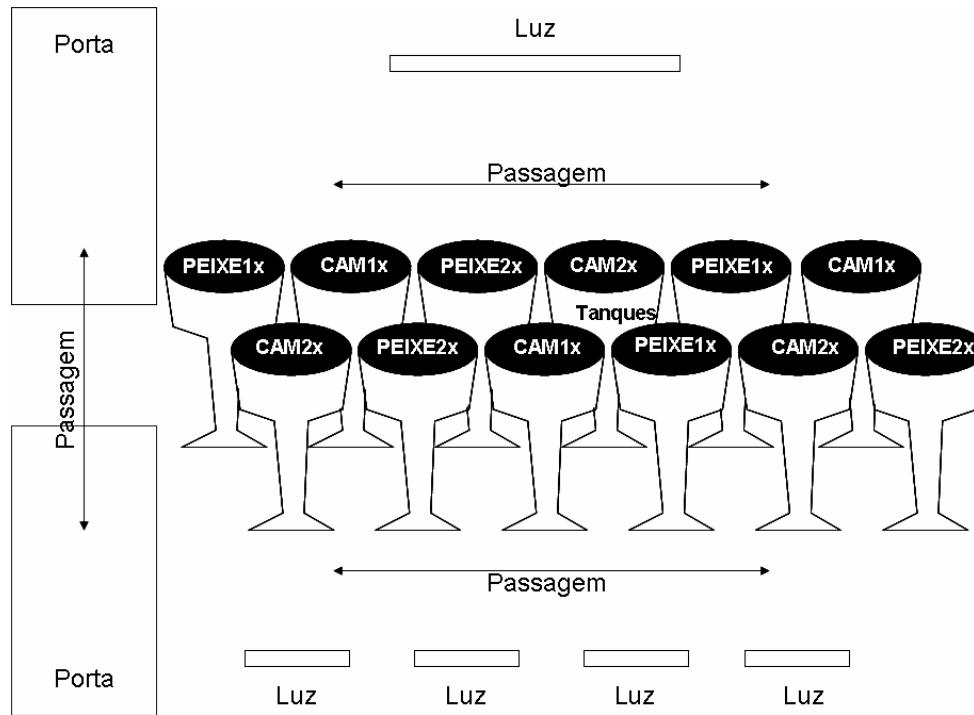 Porta
Luz
Passagem
PEIXE1x CAM1x PEIXE2x CAM2x PEIXE1x CAM1x
Tanques
CAM2x PEIXE2x CAM1x PEIXE1x CAM2x PEIXE2x
Passagem
Passagem
Porta
Luz Luz Luz Luz